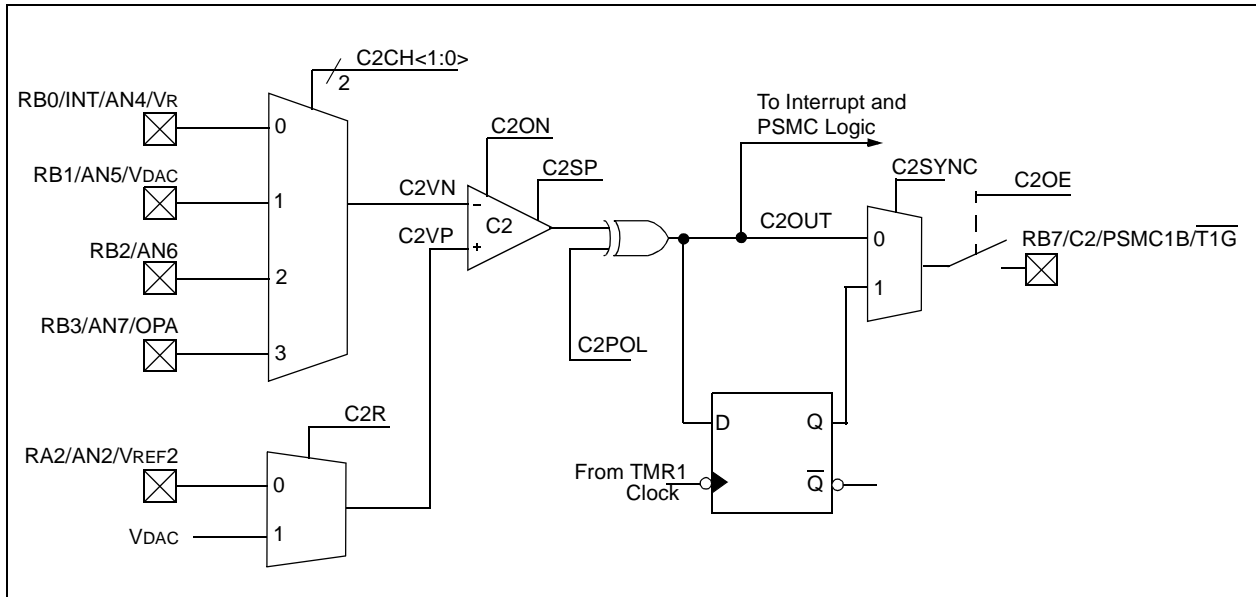 C2CH<1:0>
2
RB0/INT/AN4/VR
0
RB1/AN5/VDAC
1
RB2/AN6
2
RB3/AN7/OPA
3
C2R
RA2/AN2/VREF2
0
VDAC
1
C2VN
C2VP
C2ON
C2SP
−
C2
+
C2POL
To Interrupt and
PSMC Logic
C2OUT
C2SYNC
0
1
C2OE
RB7/C2/PSMC1B/T1G
D
Q
Q
From TMR1
Clock